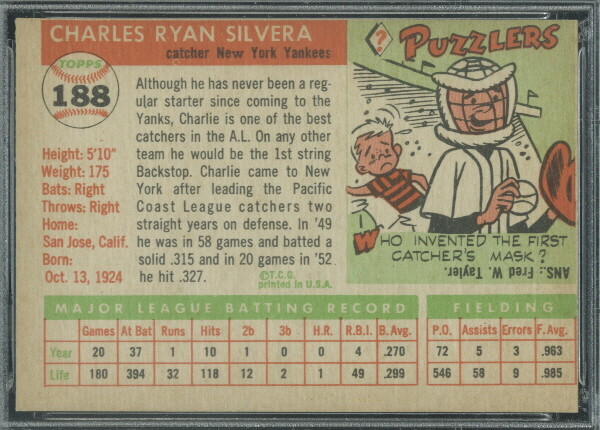 CHARLES RYAN SILVERA
catcher New York Yankees
TOPPS
188
Height: 5'10"
Weight: 175
Bats: Right
Throws: Right
Home:
San Jose, Calif.
Born:
Oct. 13, 1924
Although he has never been a reg-
ular starter since coming to the
Yanks, Charlie is one of the best
catchers in the A.L. On any other
team he would be the 1st string
Backstop. Charlie came to New
York after leading the Pacific
Coast League catchers two
straight years on defense. In '49
he was in 58 games and batted a
solid .315 and in 20 games in '52
he hit .327.
©T.C.G.
printed in U.S.A.
? PUZZLERS
WHO INVENTED THE FIRST
CATCHER'S MASK?
ANS.: Fred W. Tayler.
MAJOR LEAGUE BATTING RECORD FIELDING
Games At Bat Runs Hits 2b 3b H.R. R.B.I. B.Avg. P.O. Assists Errors F.Avg.
Year 20 37 1 10 1 0 0 4 .270 72 5 3 .963
Life 180 394 32 118 12 2 1 49 .299 546 58 9 .985